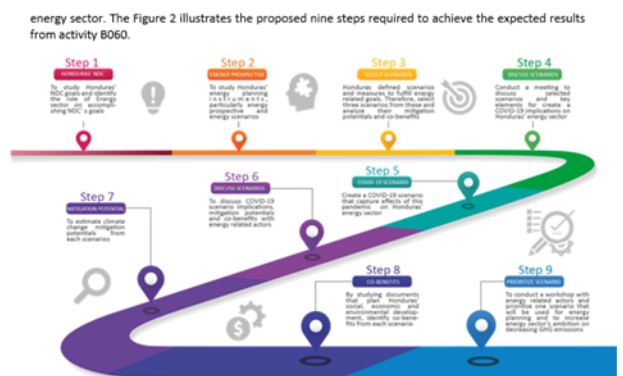 energy sector. The Figure 2 illustrates the proposed nine steps required to achieve the expected results
from activity B060.
Step 1
HONDURAS' NDC
To study Honduras'
NDC goals and identify
the role of Energy
sector on accompli-
shing NDC's goals
Step 2
ENERGY PROSPECTIVE
To study Honduras'
energy planning
instruments,
particularly energy
prospective and
energy scenarios
Step 3
SELECT SCENARIOS
Honduras defined scenarios
and measures to fulfill energy
related goals. Therefore, select
three scenarios from these and
analyze their mitigation
potentials and co-benefits
Step 4
DISCUSS SCENARIOS
Conduct a meeting to
discuss selected
scenarios and key
elements for create a
COVID-19 implications on
Honduras' energy sector
Step 5
COVID-19 SCENARIO
Create a COVID-19 scenario
that capture effects of this
pandemic on Honduras'
energy sector
Step 6
DISCUSS SCENARIOS
To discuss COVID-19
scenario implications,
mitigation potentials
and co-benefits with
energy related actors
Step 7
MITIGATION POTENTIAL
To estimate climate
change mitigation
potentials from
each scenarios
Step 8
CO-BENEFITS
By studying documents
that plan Honduras'
social, economic and
environmental develop-
ment, identify co-bene-
fits from each scenario
Step 9
PRIORITIZE SCENARIO
To conduct a workshop with
energy related actors and
prioritize one scenario that
will be used for energy
planning and to increase
energy sector's ambition on
decreasing GHG emissions